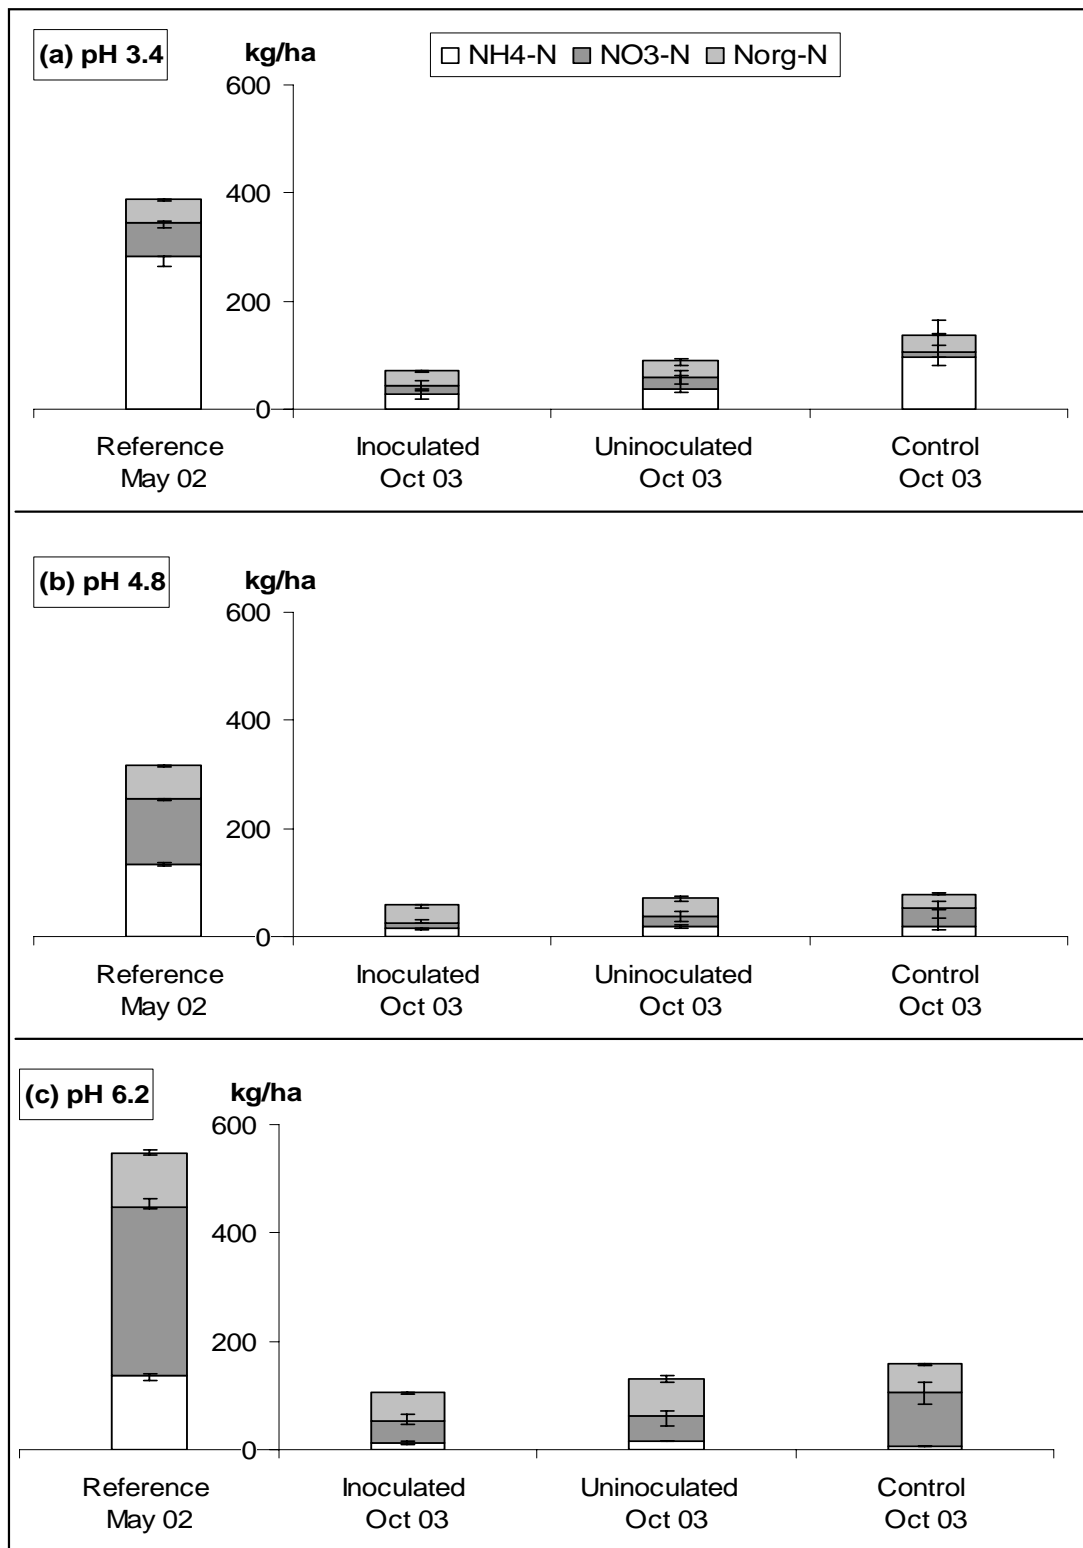 (a) pH 3.4
kg/ha
NH4-N NO3-N Norg-N
600
400
200
0
Reference
May 02
Inoculated
Oct 03
Uninoculated
Oct 03
Control
Oct 03
(b) pH 4.8
kg/ha
600
400
200
0
Reference
May 02
Inoculated
Oct 03
Uninoculated
Oct 03
Control
Oct 03
(c) pH 6.2
kg/ha
600
400
200
0
Reference
May 02
Inoculated
Oct 03
Uninoculated
Oct 03
Control
Oct 03